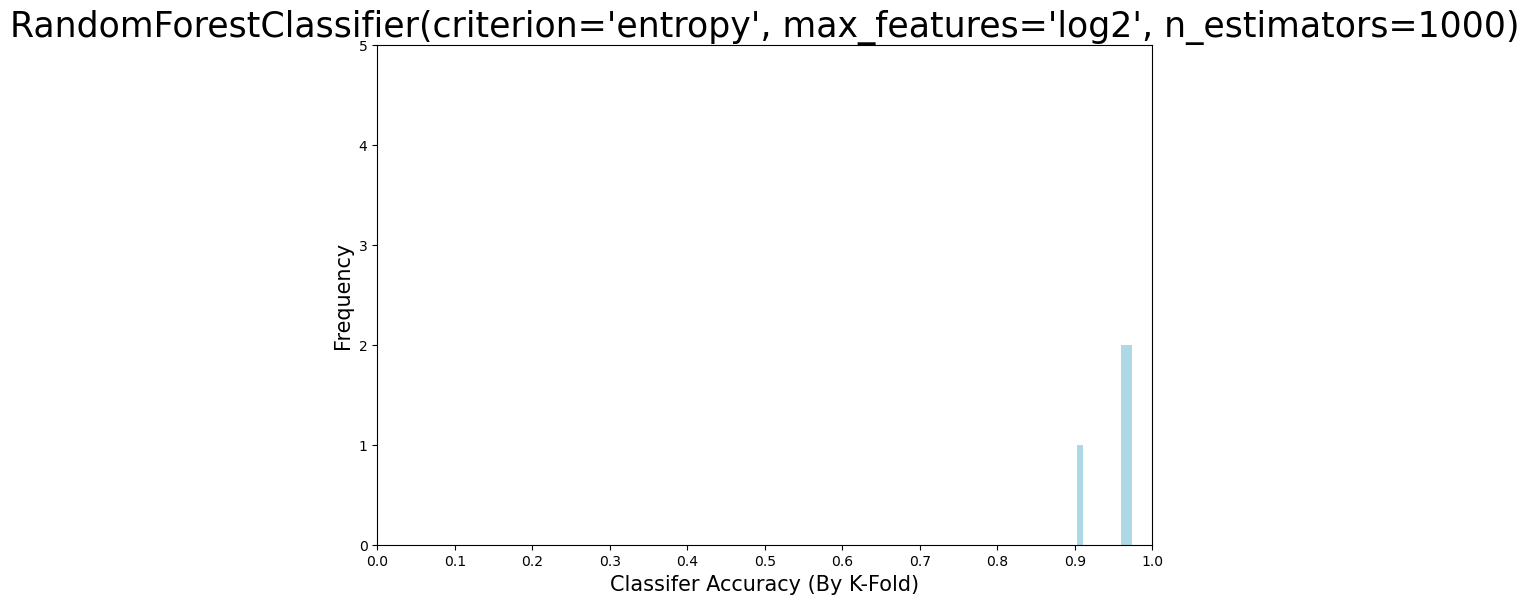 RandomForestClassifier(criterion='entropy', max_features='log2', n_estimators=1000)
5
4
3
2
1
0
Frequency
0.0 0.1 0.2 0.3 0.4 0.5 0.6 0.7 0.8 0.9 1.0
Classifer Accuracy (By K-Fold)